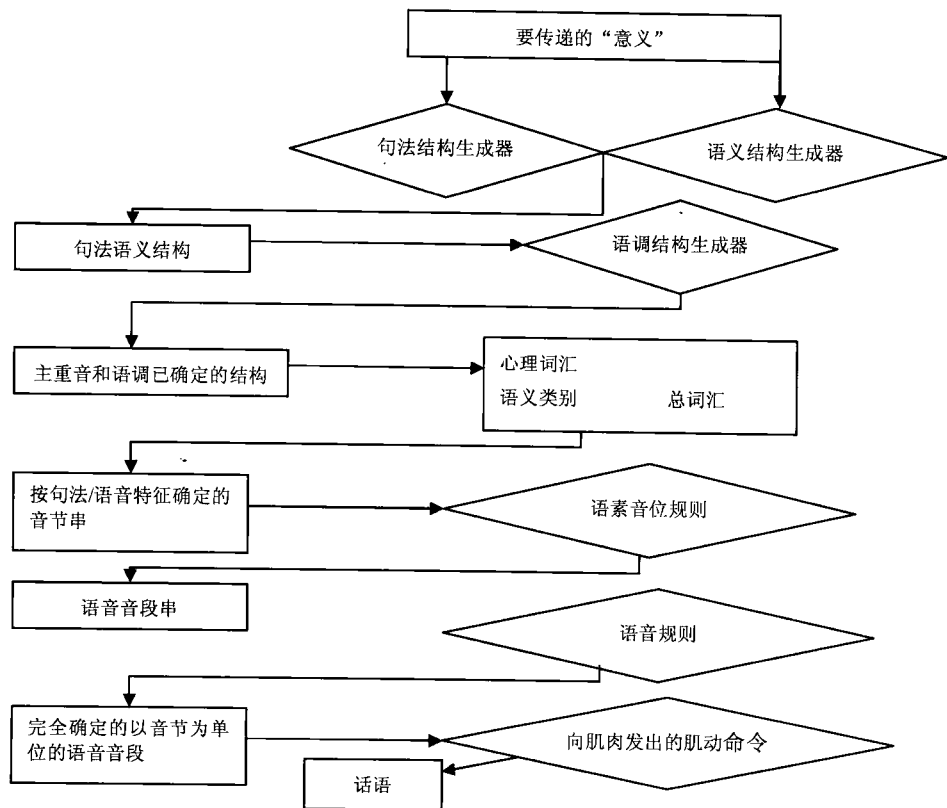 要传递的“意义”
句法结构生成器
语义结构生成器
句法语义结构
语调结构生成器
主重音和语调已确定的结构
心理词汇
语义类别 总词汇
按句法/语音特征确定的
音节串
语素音位规则
语音音段串
语音规则
完全确定的以音节为单
位的语音音段
向肌肉发出的肌动命令
话语